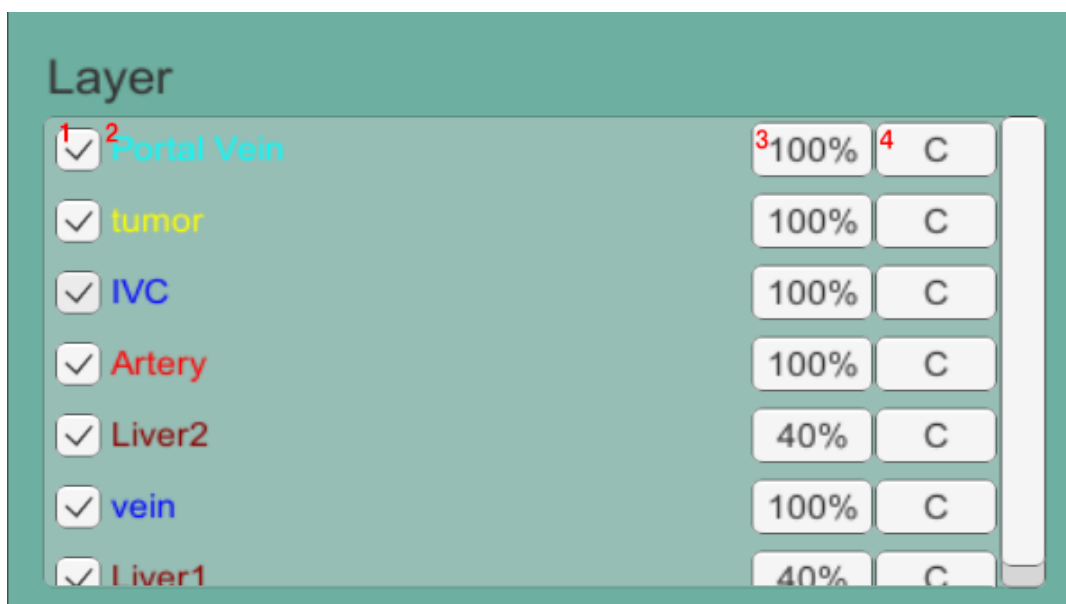 Layer
1 2 Portal Vein 3 100% 4 C
tumor 100% C
IVC 100% C
Artery 100% C
Liver2 40% C
vein 100% C
Liver1 40% C